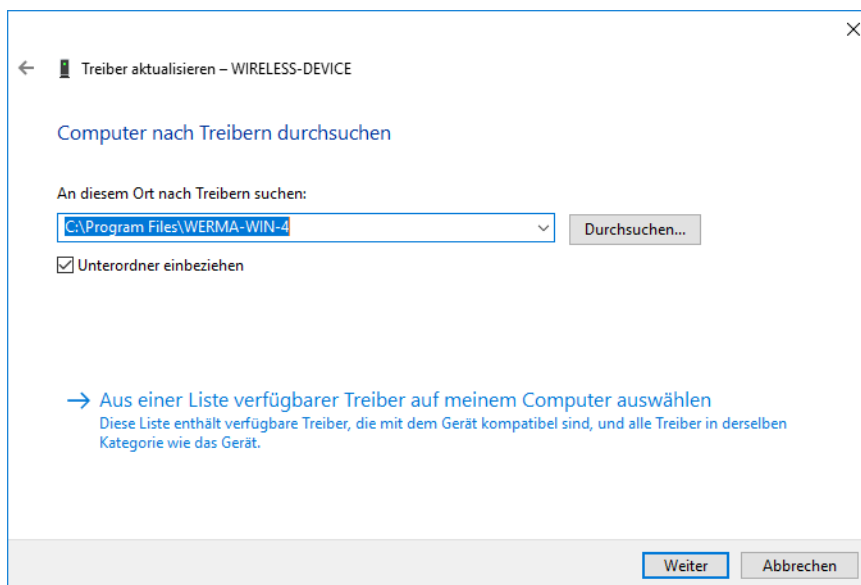 Treiber aktualisieren – WIRELESS-DEVICE
Computer nach Treibern durchsuchen
An diesem Ort nach Treibern suchen:
C:\Program Files\WERMA-WIN-4
Durchsuchen...
Unterordner einbeziehen
Aus einer Liste verfügbarer Treiber auf meinem Computer auswählen
Diese Liste enthält verfügbare Treiber, die mit dem Gerät kompatibel sind, und alle Treiber in derselben
Kategorie wie das Gerät.
Weiter
Abbrechen